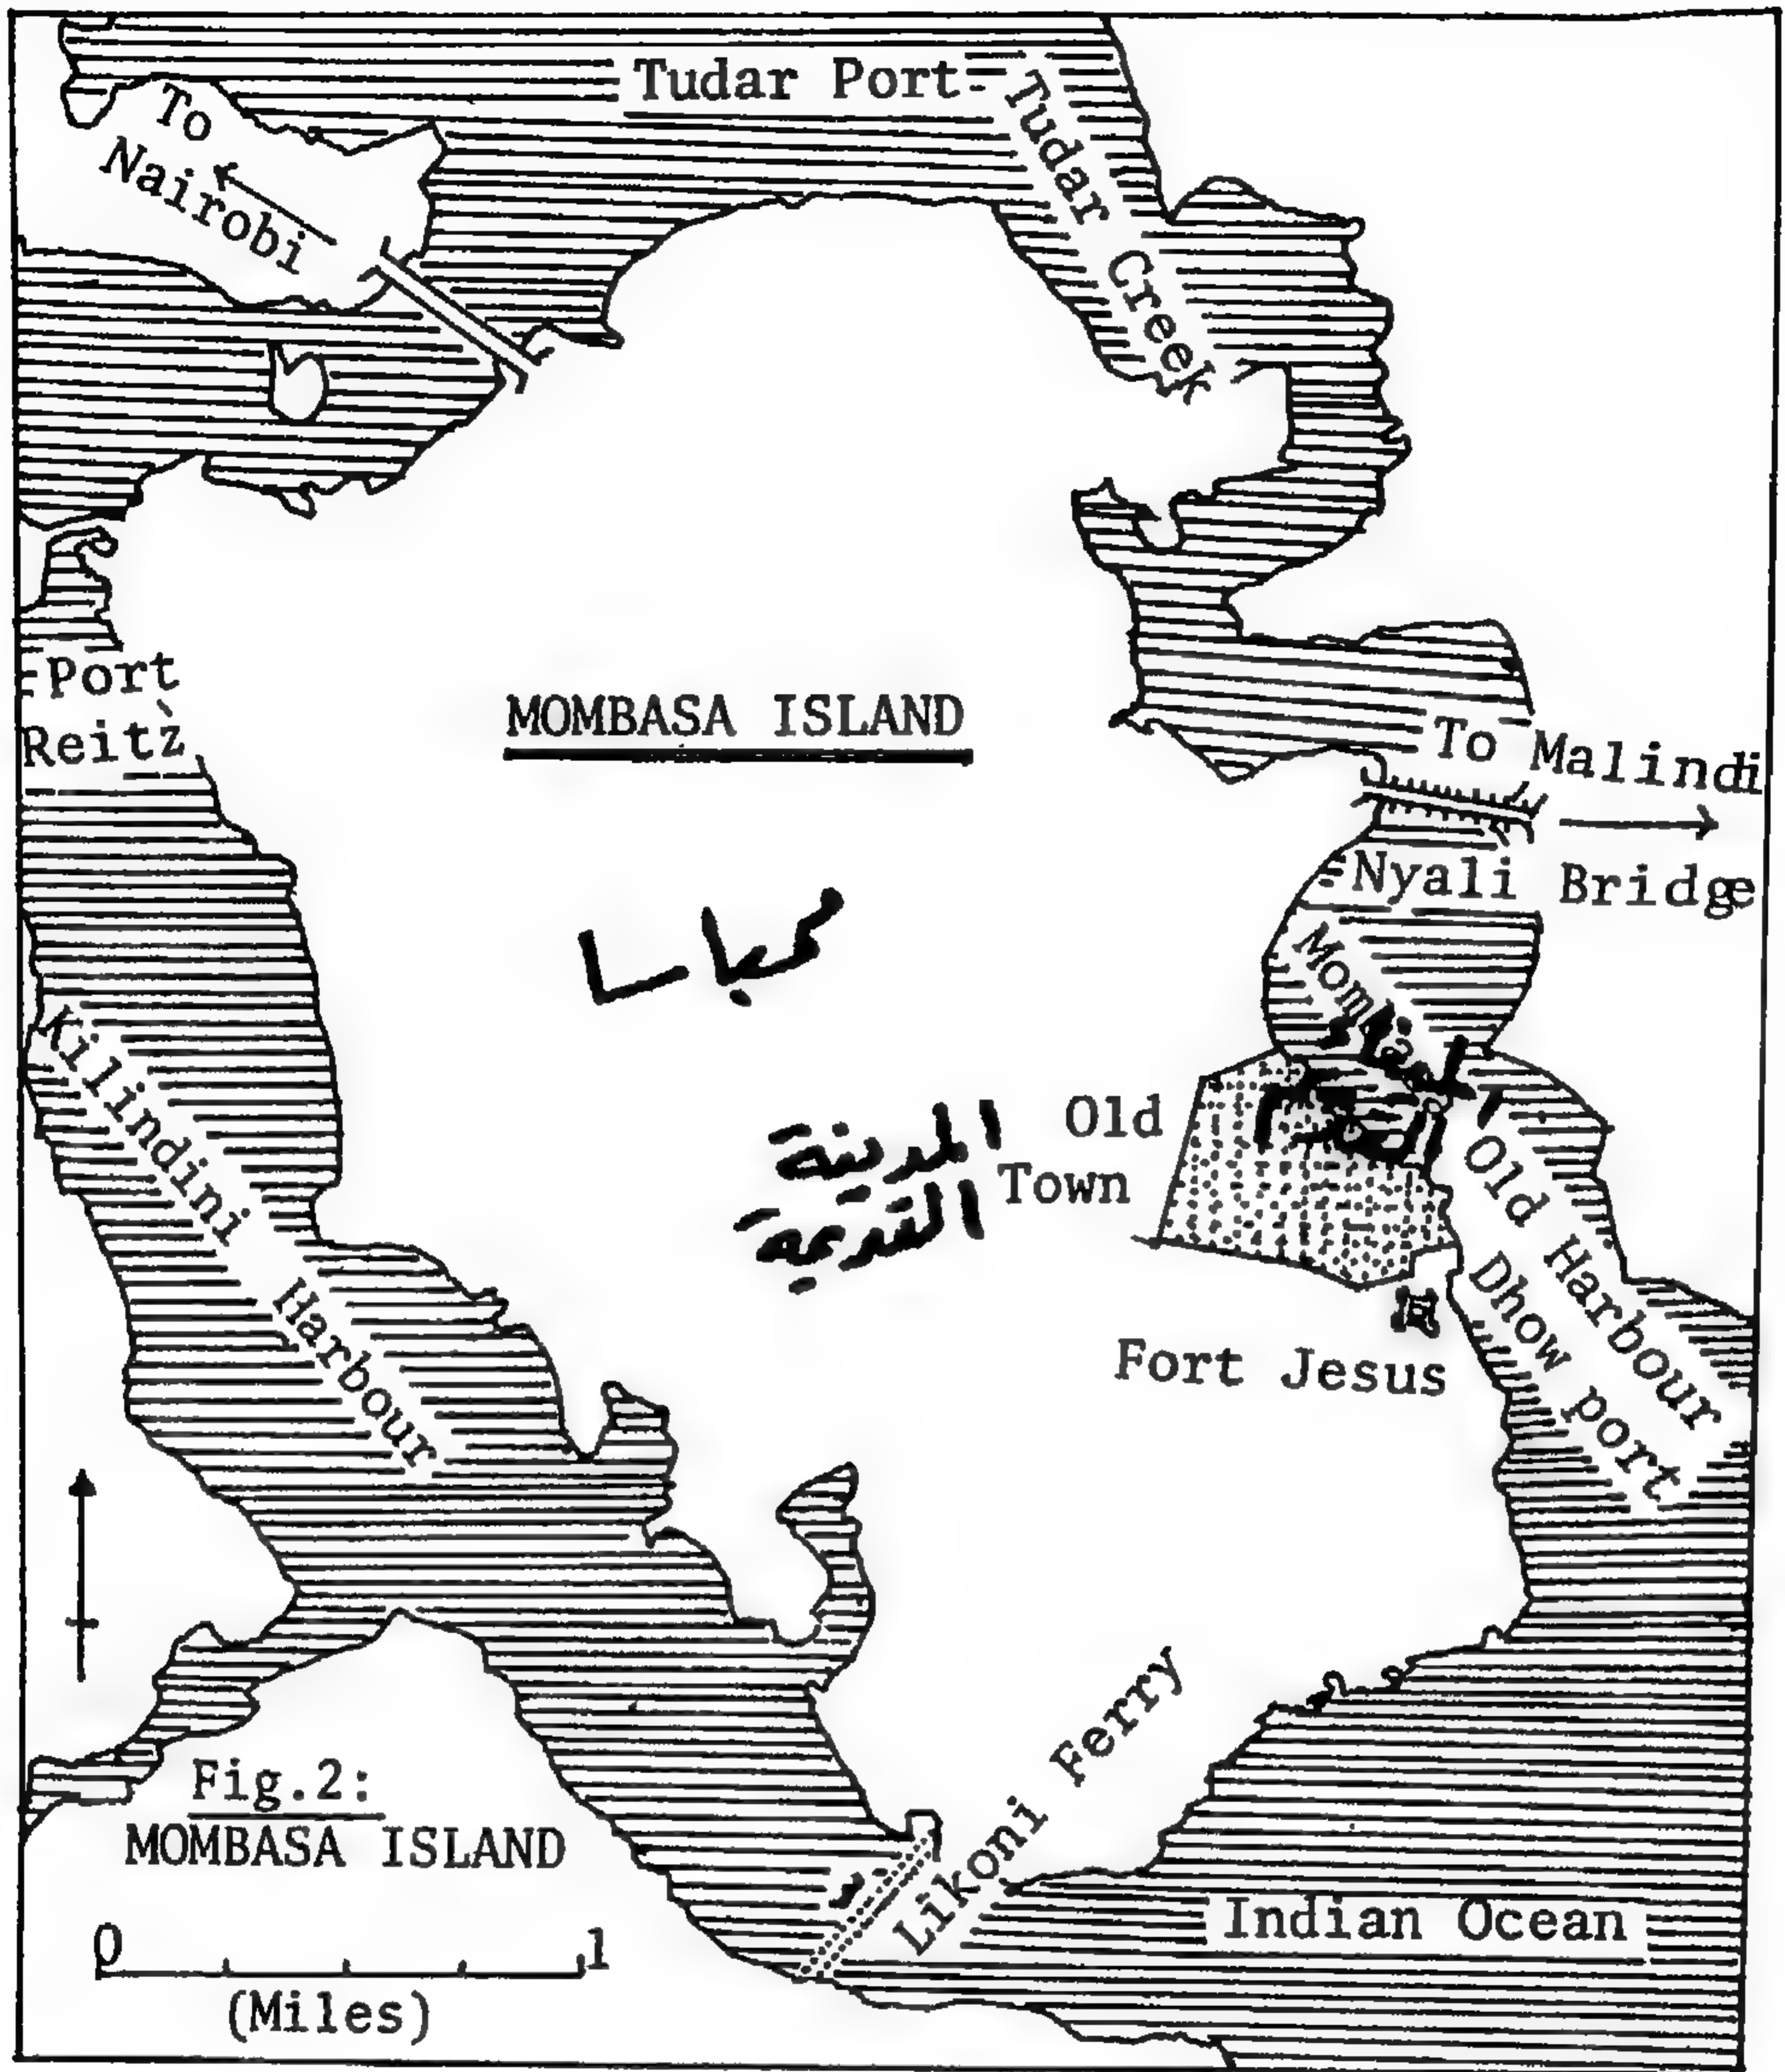 Tudar Port
Tudar Creek
To
Nairobi
Port
Reitz
MOMBASA ISLAND
To Malindi
Nyali Bridge
ممباسا
Old
Town
المدينة
القديمة
Old Harbour
Dhow port
Fort Jesus
Kilindini Harbour
Likoni Ferry
Indian Ocean
Fig.2:
MOMBASA ISLAND
0 1
(Miles)